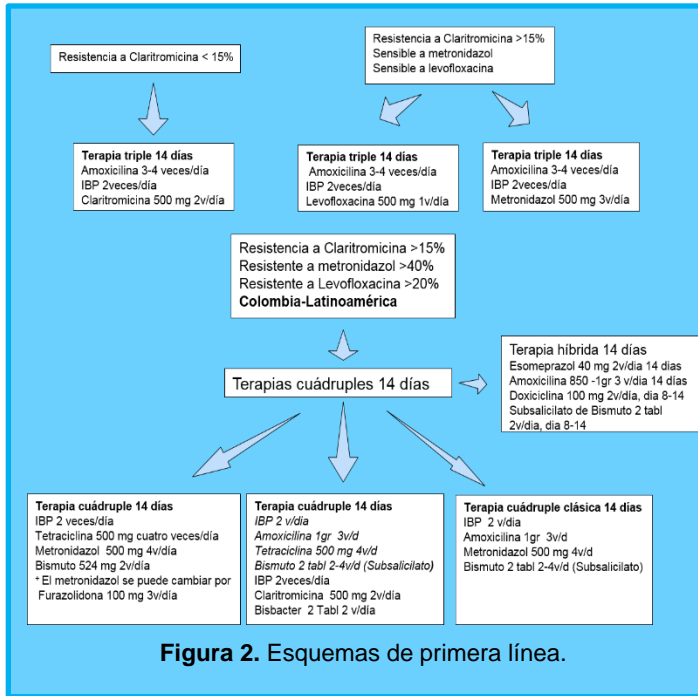 Resistencia a Claritromicina < 15%
Resistencia a Claritromicina >15%
Sensible a metronidazol
Sensible a levofloxacina
Terapia triple 14 días
Amoxicilina 3-4 veces/día
IBP 2veces/día
Claritromicina 500 mg 2v/día
Terapia triple 14 días
Amoxicilina 3-4 veces/día
IBP 2veces/día
Levofloxacina 500 mg 1v/día
Terapia triple 14 días
Amoxicilina 3-4 veces/día
IBP 2veces/día
Metronidazol 500 mg 3v/día
Resistencia a Claritromicina >15%
Resistente a metronidazol >40%
Resistente a Levofloxacina >20%
Colombia-Latinoamérica
Terapias cuádruples 14 días
Terapia híbrida 14 días
Esomeprazol 40 mg 2v/dia 14 dias
Amoxicilina 850 -1gr 3 v/dia 14 días
Doxiciclina 100 mg 2v/día, dia 8-14
Subsalicilato de Bismuto 2 tabl
2v/dia, dia 8-14
Terapia cuádruple 14 días
IBP 2 veces/día
Tetraciclina 500 mg cuatro veces/día
Metronidazol 500 mg 4v/día
Bismuto 524 mg 2v/día
+ El metronidazol se puede cambiar por
Furazolidona 100 mg 3v/día
Terapia cuádruple 14 días
IBP 2 v/dia
Amoxicilina 1gr 3v/d
Tetraciclina 500 mg 4v/d
Bismuto 2 tabl 2-4v/d (Subsalicilato)
IBP 2veces/día
Claritromicina 500 mg 2v/día
Bisbacter 2 Tabl 2 v/día
Terapia cuádruple clásica 14 días
IBP 2 v/dia
Amoxicilina 1gr 3v/d
Metronidazol 500 mg 4v/d
Bismuto 2 tabl 2-4v/d (Subsalicilato)
Figura 2. Esquemas de primera línea.